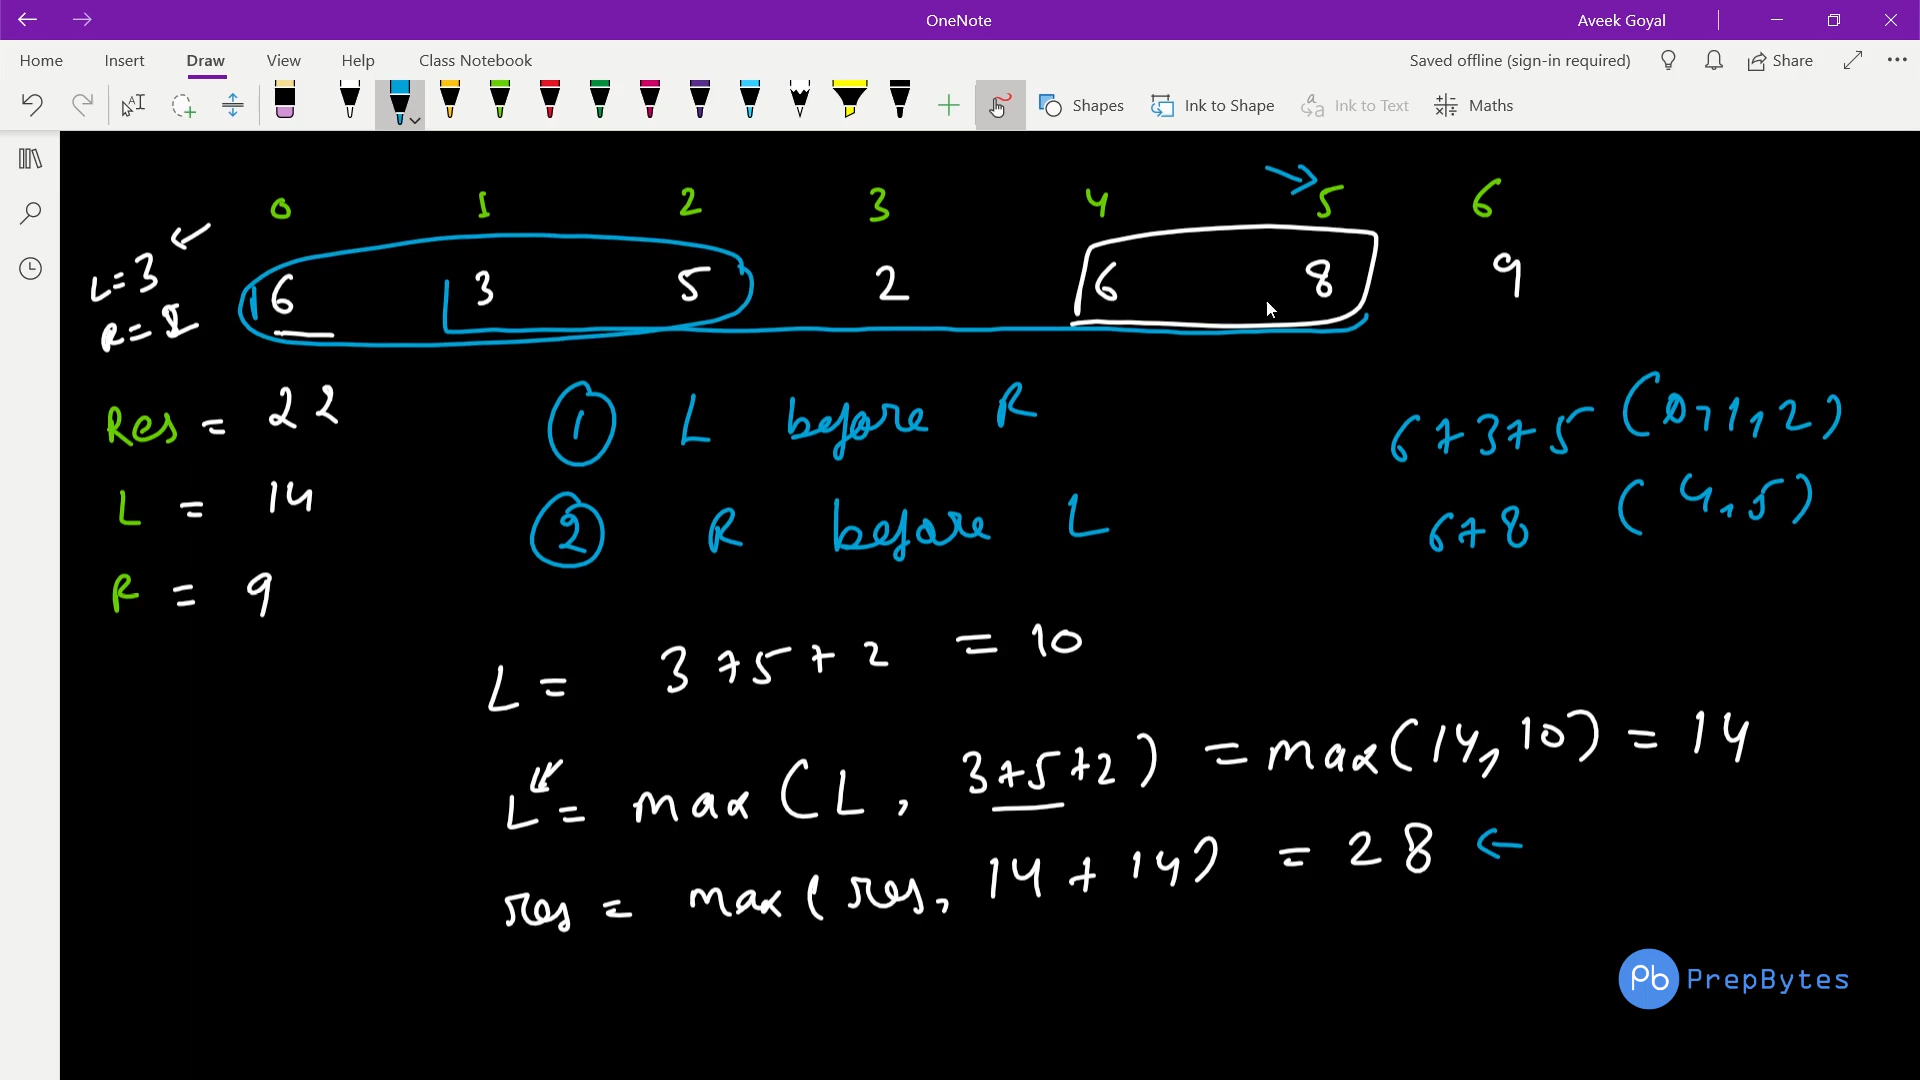 OneNote
Aveek Goyal
Home Insert Draw View Help Class Notebook
Saved offline (sign-in required) Share
Shapes Ink to Shape Ink to Text Maths
0 1 2 3 4 → 5 6
L=3 ←
6 3 5 2 6 8 9
R=
Res = 22
① L before R
6+3+5 (0,1,2)
L = 14
② R before L
6+8 (4,5)
R = 9
L = 3+5+2 = 10
L = max(L, 3+5+2) = max(14,10) = 14
res = max(res, 14+14) = 28 ←
Pb PrepBytes